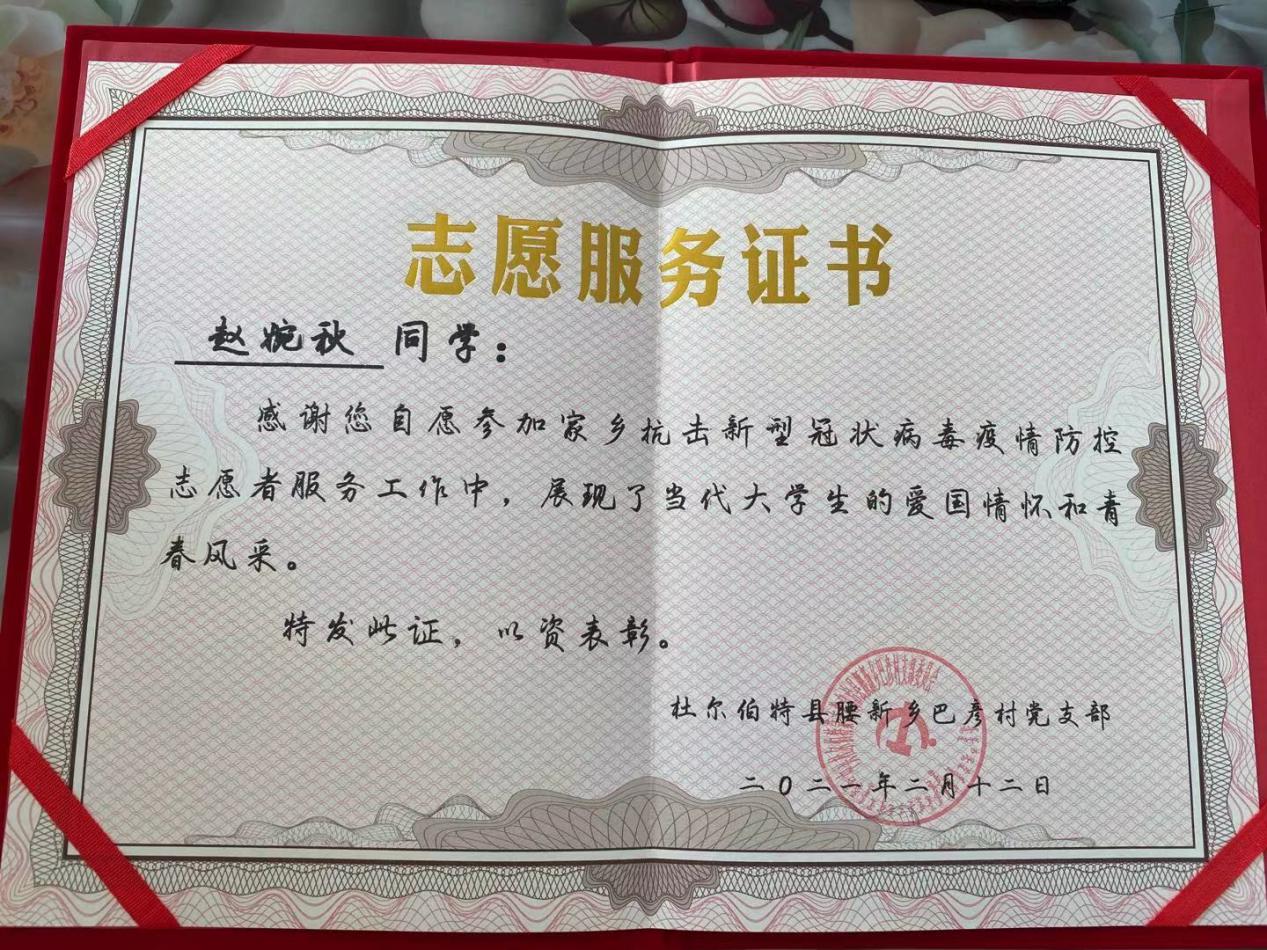 志愿服务证书
赵婉秋 同学：
感谢您自愿参加家乡抗击新型冠状病毒疫情防控
志愿者服务工作中，展现了当代大学生的爱国情怀和青
春风采。
特发此证，以资表彰。
杜尔伯特县腰新乡巴彦村党支部
二〇二一年二月十二日